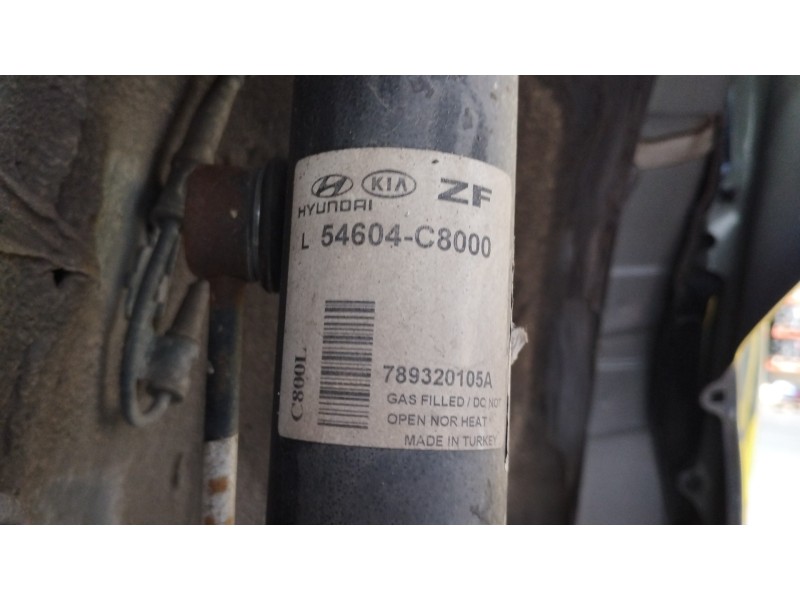 KIA ZF
HYUNDAI
L 54604-C8000
C800L
789320105A
GAS FILLED / DO NOT
OPEN NOR HEAT
MADE IN TURKEY